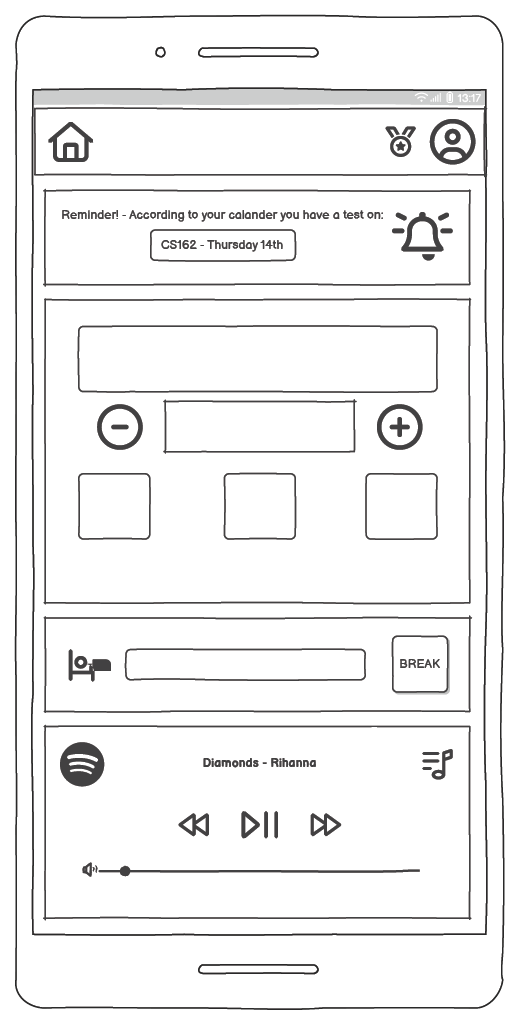 13:17
Reminder! - According to your calander you have a test on:
CS162 - Thursday 14th
BREAK
Diamonds - Rihanna